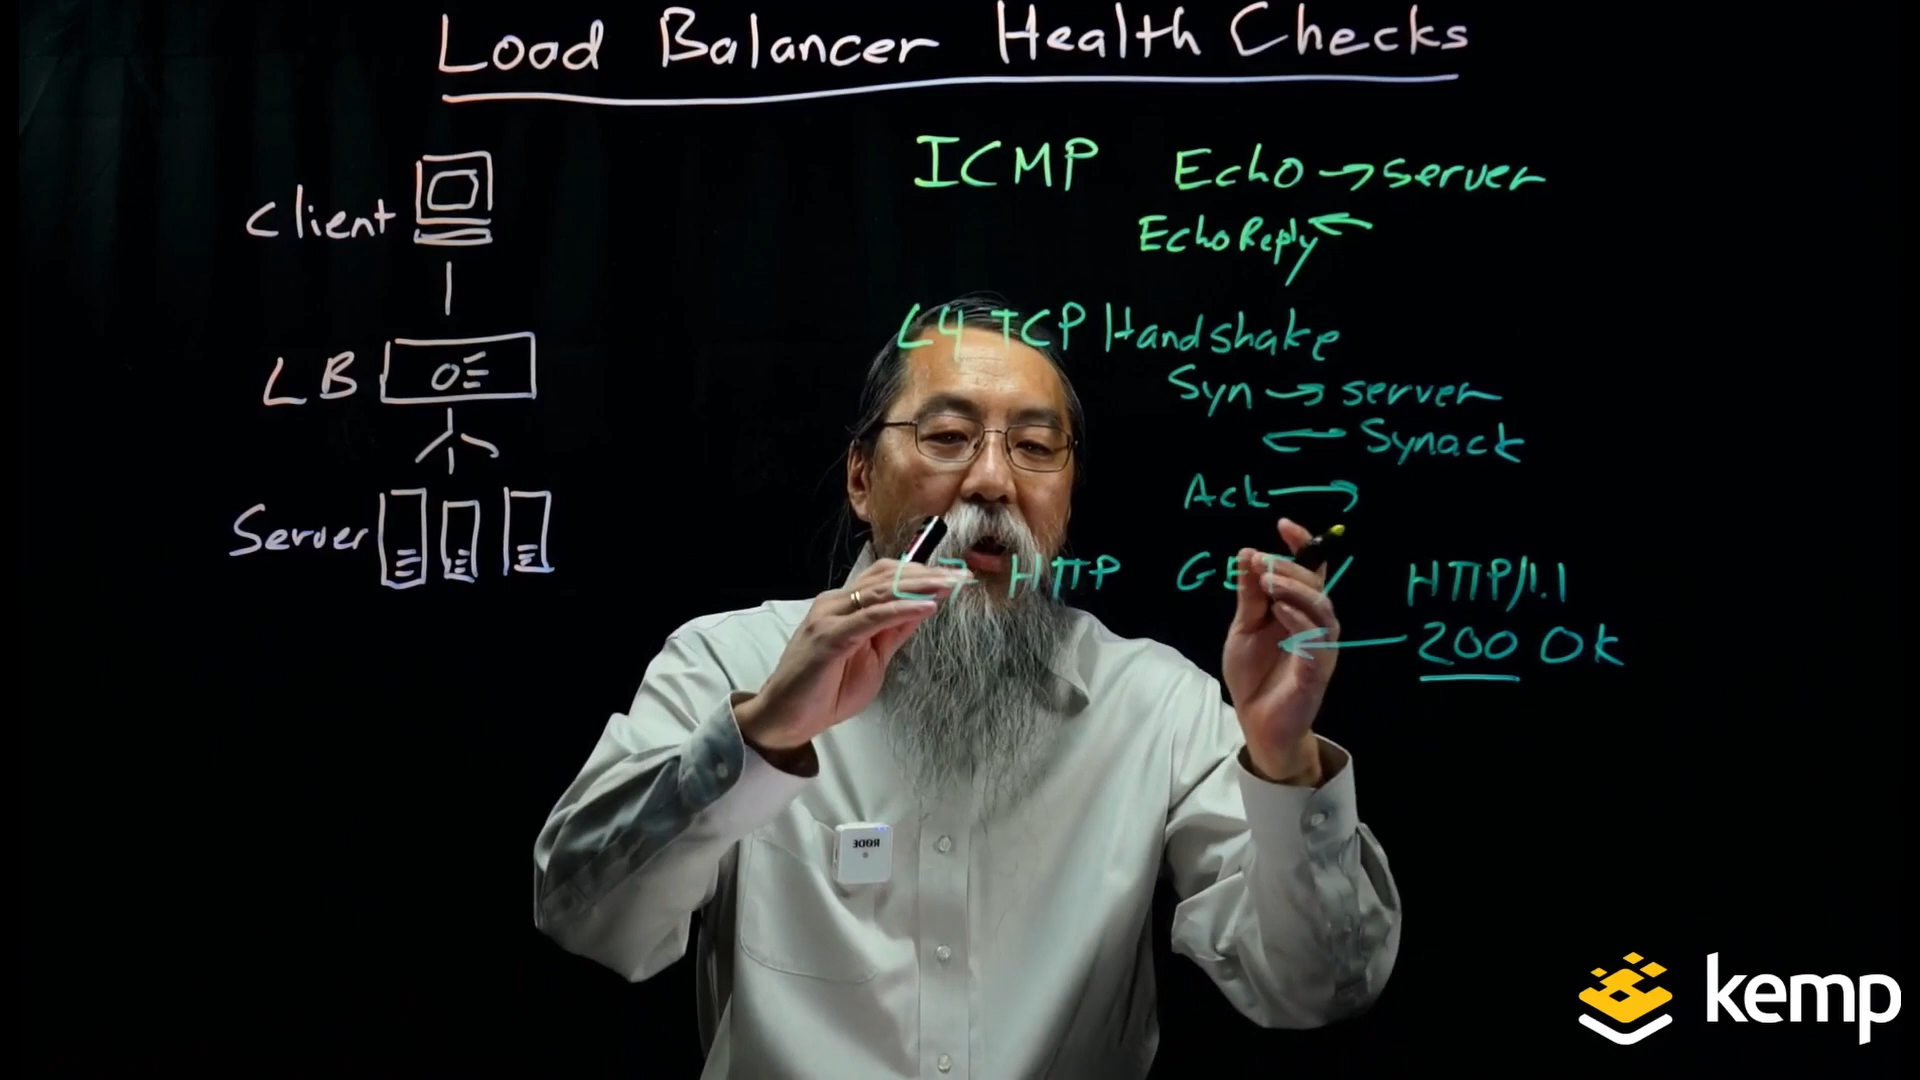 Load Balancer Health Checks
ICMP Echo → server
Echo Reply ←
Client
L4 TCP Handshake
LB
Syn → server
← Synack
Ack →
Server
L7 HTTP GET / HTTP/1.1
← 200 Ok
RODE
kemp